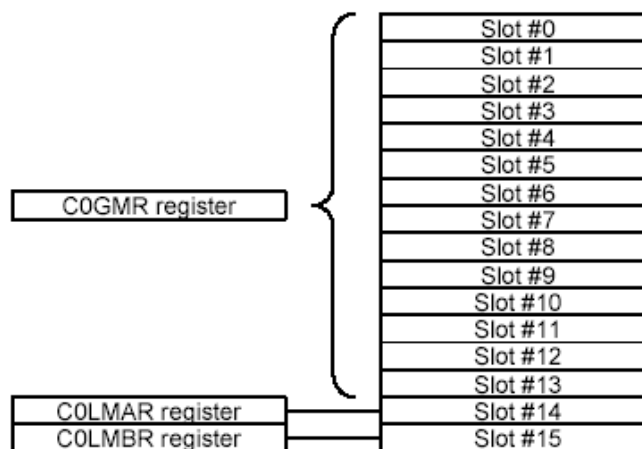 Slot #0
Slot #1
Slot #2
Slot #3
Slot #4
Slot #5
C0GMR register
Slot #6
Slot #7
Slot #8
Slot #9
Slot #10
Slot #11
Slot #12
Slot #13
C0LMAR register
Slot #14
C0LMBR register
Slot #15